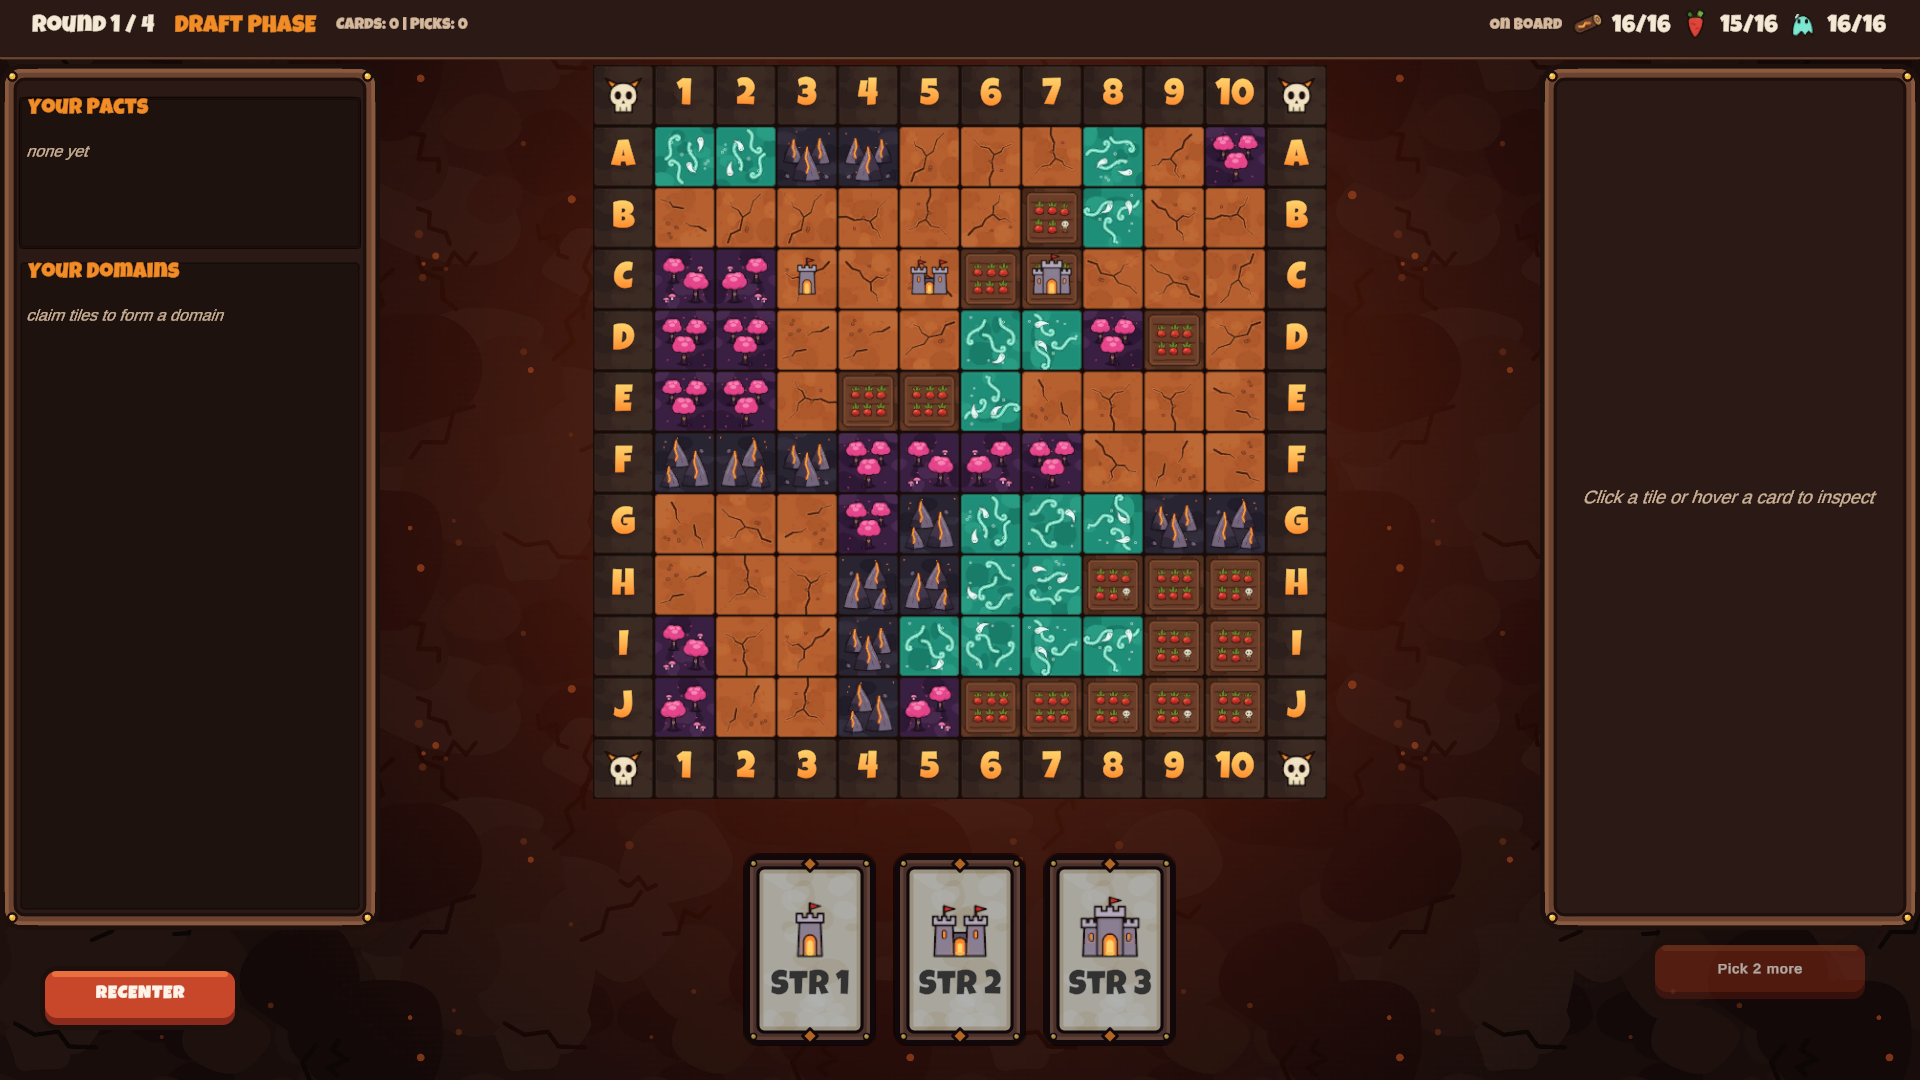 ROUND 1 / 4 DRAFT PHASE CARDS: 0 | PICKS: 0
ON BOARD 16/16 15/16 16/16
YOUR PACTS
none yet
YOUR DOMAINS
claim tiles to form a domain
1 2 3 4 5 6 7 8 9 10
A A
B B
C C
D D
E E
F F
G G
H H
I I
J J
1 2 3 4 5 6 7 8 9 10
Click a tile or hover a card to inspect
STR 1
STR 2
STR 3
RECENTER
Pick 2 more